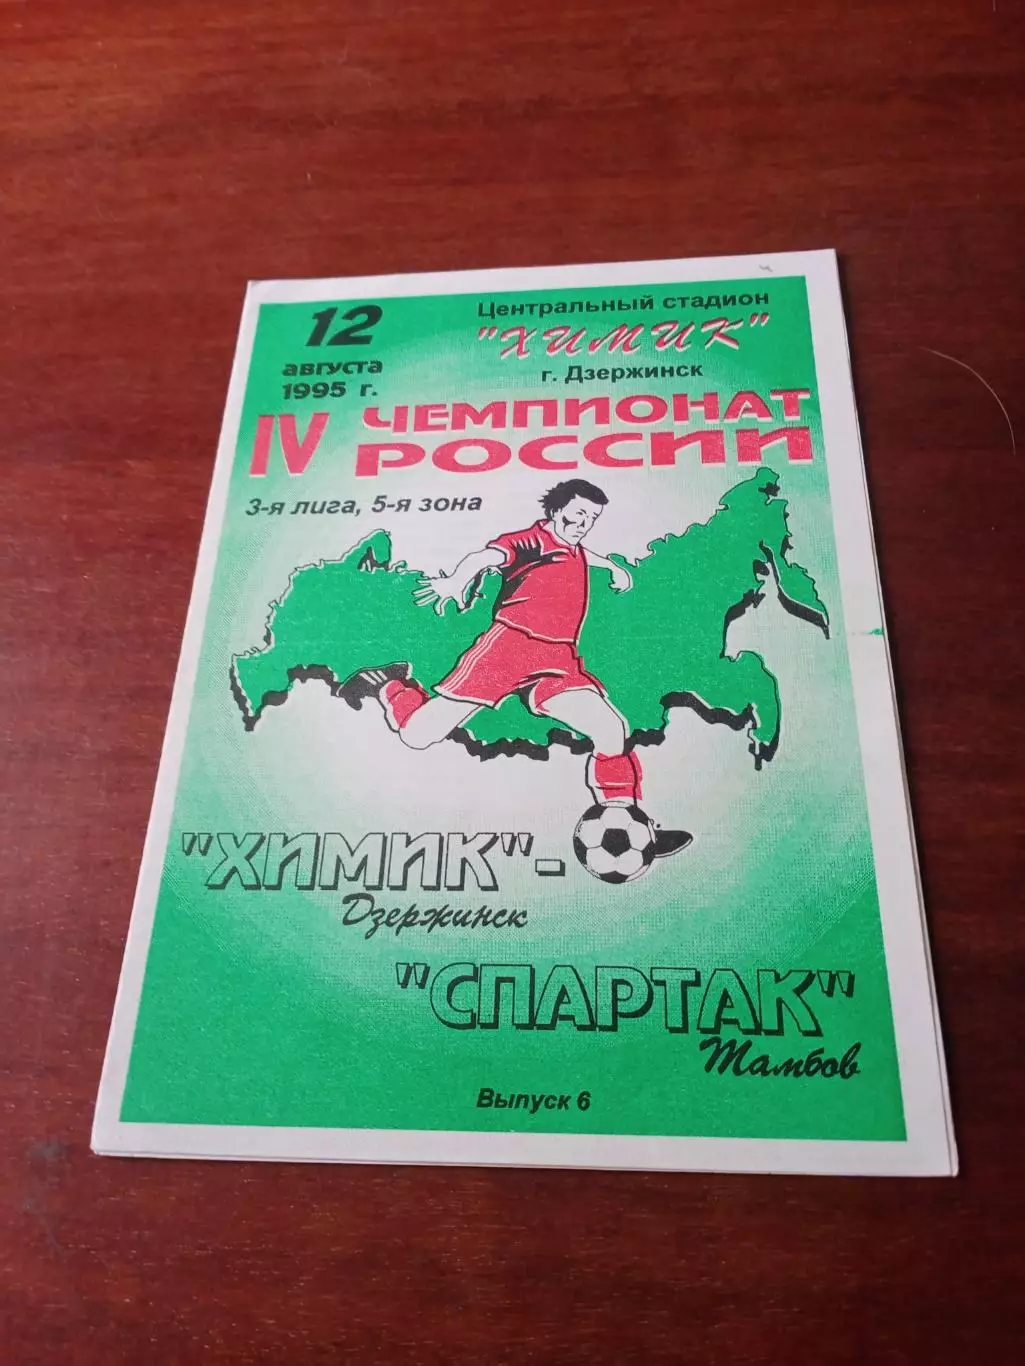 12
августа
1995 г.
Центральный стадион
"ХИМИК"
г. Дзержинск
IV ЧЕМПИОНАТ
РОССИИ
3-я лига, 5-я зона
"ХИМИК"-
Дзержинск
"СПАРТАК"
Тамбов
Выпуск 6